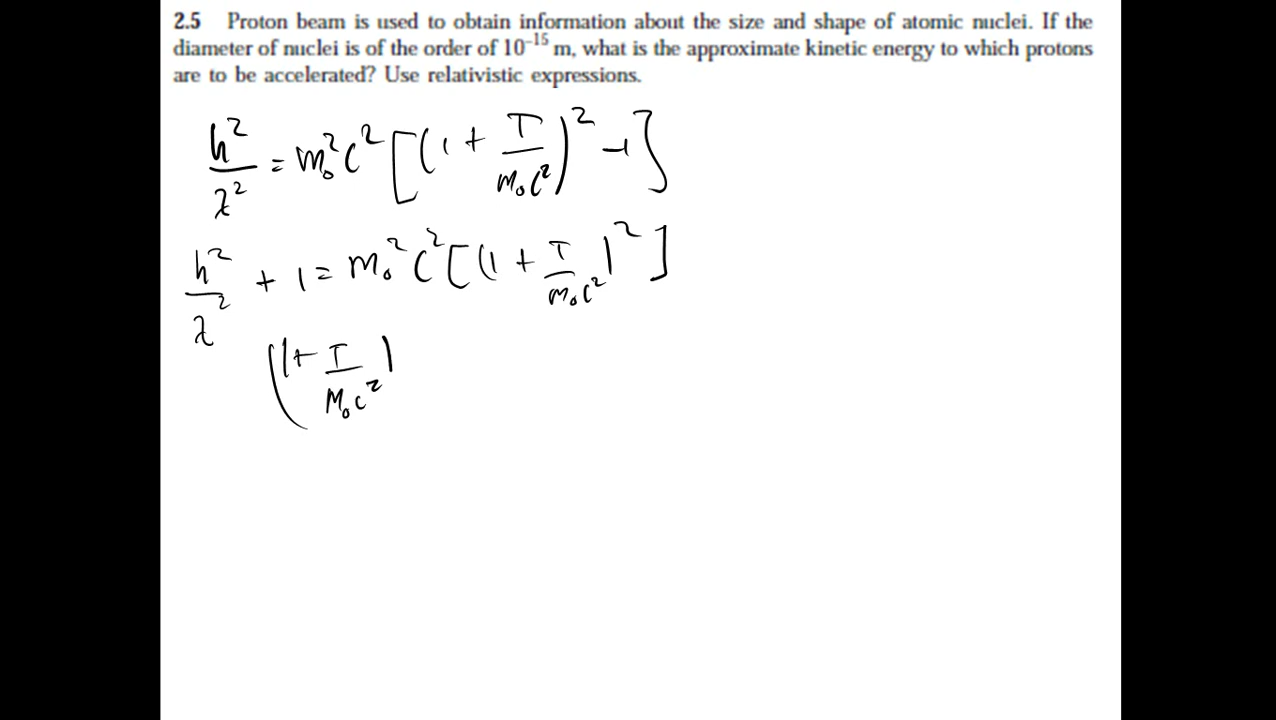 2.5 Proton beam is used to obtain information about the size and shape of atomic nuclei. If the
diameter of nuclei is of the order of 10⁻¹⁵ m, what is the approximate kinetic energy to which protons
are to be accelerated? Use relativistic expressions.
h²/λ² = m₀²c² [(1 + T/m₀c²)² - 1]
h²/λ² + 1 = m₀²c² [(1 + T/m₀c²)²]
(1 + T/m₀c²)